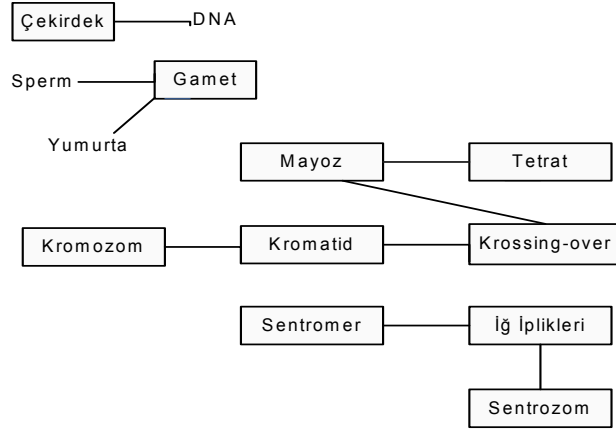 Çekirdek
DNA
Sperm
Gamet
Yumurta
Mayoz
Tetrat
Kromozom
Kromatid
Krossing-over
Sentromer
İğ İplikleri
Sentrozom